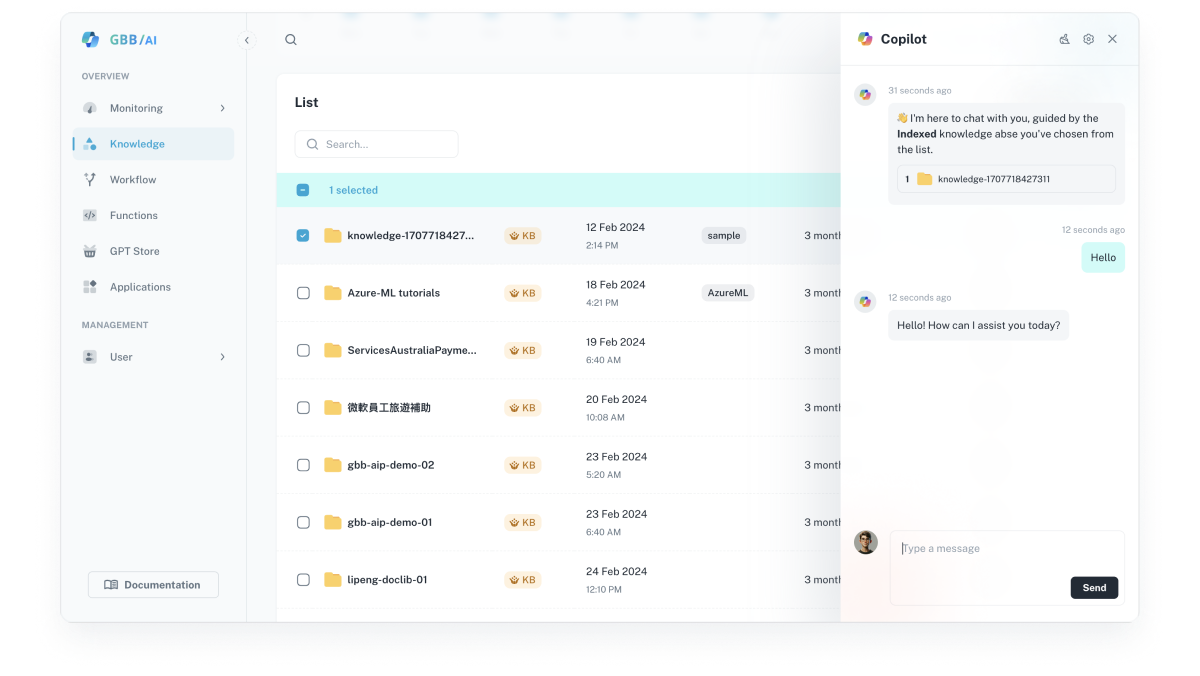 GBB/AI
OVERVIEW
Monitoring
Knowledge
Workflow
Functions
GPT Store
Applications
MANAGEMENT
User
Documentation
List
Search...
1 selected
knowledge-1707718427... KB 12 Feb 2024 sample 3 month
2:14 PM
Azure-ML tutorials KB 18 Feb 2024 AzureML 3 month
4:21 PM
ServicesAustraliaPayme... KB 19 Feb 2024 3 month
6:40 AM
微軟員工旅遊補助 KB 20 Feb 2024 3 month
10:08 AM
gbb-aip-demo-02 KB 23 Feb 2024 3 month
5:20 AM
gbb-aip-demo-01 KB 23 Feb 2024 3 month
6:40 AM
lipeng-doclib-01 KB 24 Feb 2024 3 month
12:10 PM
Copilot
31 seconds ago
👋 I'm here to chat with you, guided by the
Indexed knowledge abse you've chosen from
the list.
1 knowledge-1707718427311
12 seconds ago
Hello
12 seconds ago
Hello! How can I assist you today?
Type a message
Send